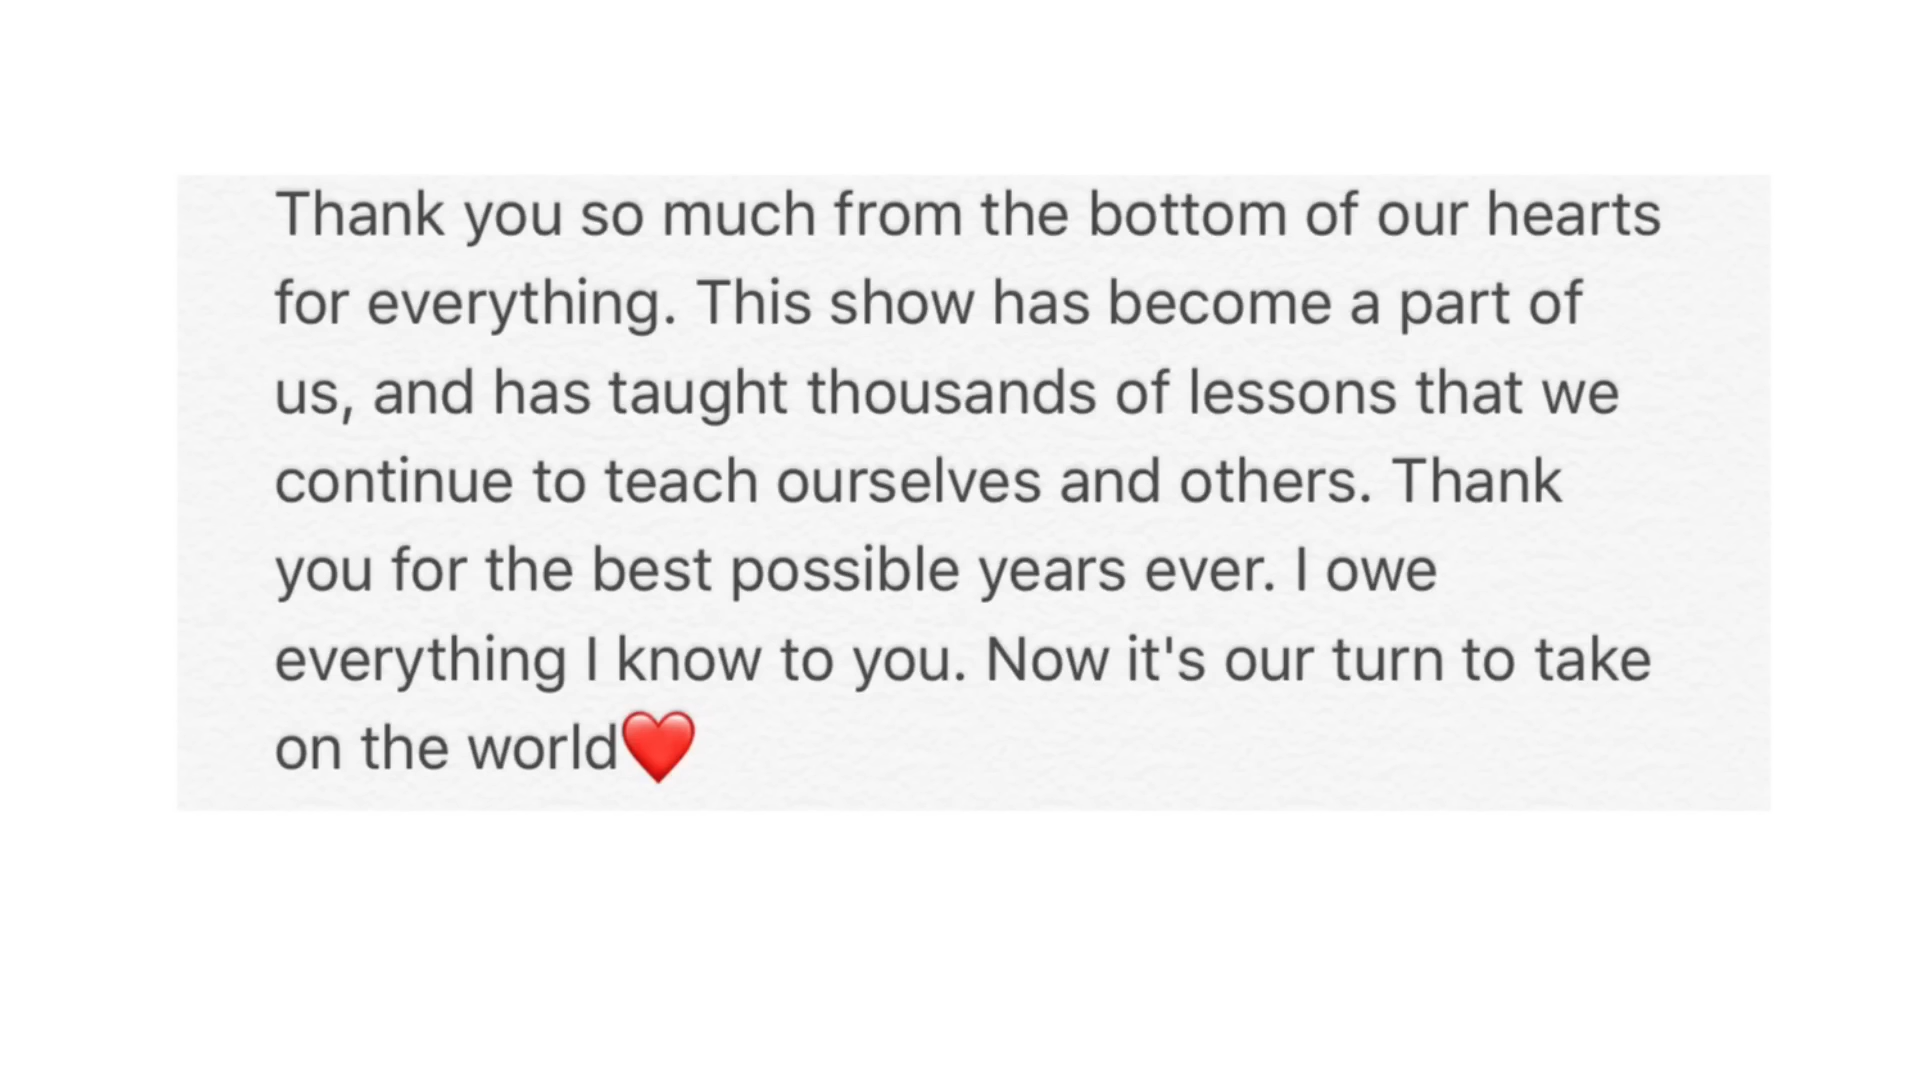 Thank you so much from the bottom of our hearts
for everything. This show has become a part of
us, and has taught thousands of lessons that we
continue to teach ourselves and others. Thank
you for the best possible years ever. I owe
everything I know to you. Now it's our turn to take
on the world❤️